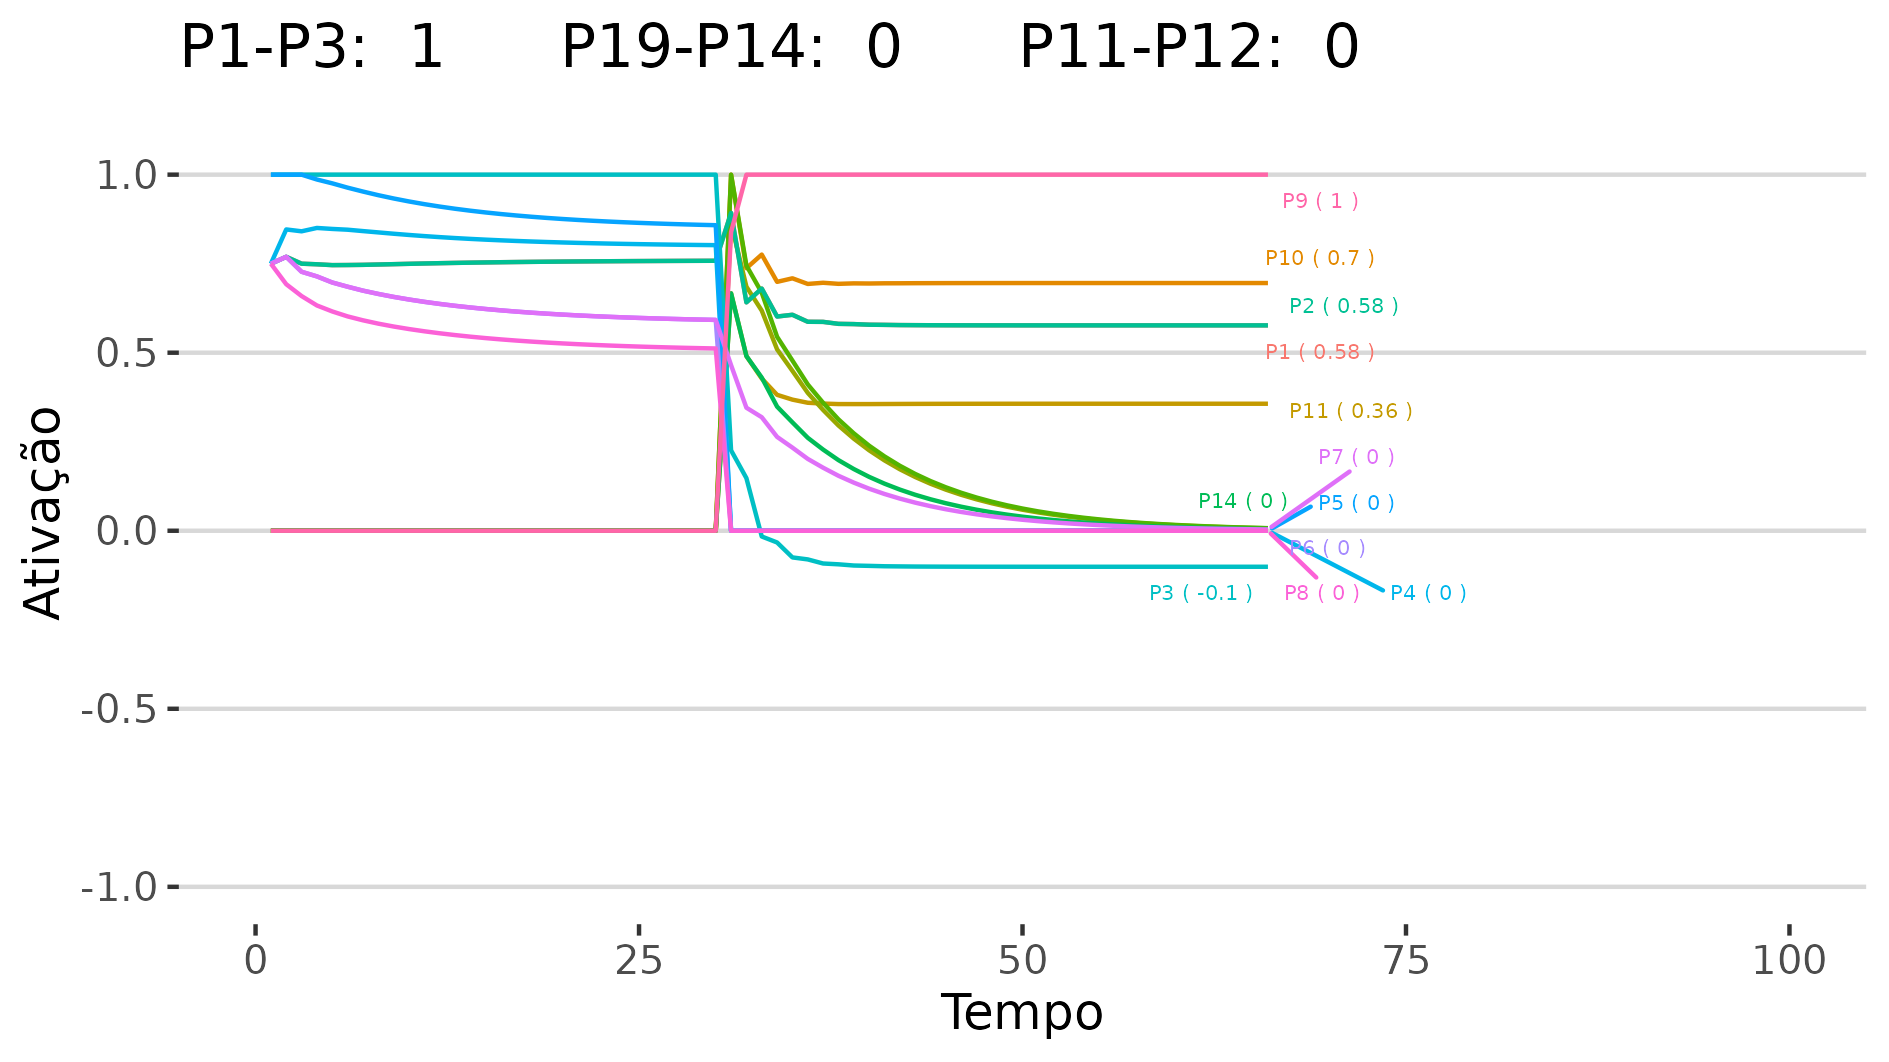 P1-P3: 1 P19-P14: 0 P11-P12: 0
1.0
P9 ( 1 )
P10 ( 0.7 )
P2 ( 0.58 )
0.5
P1 ( 0.58 )
P11 ( 0.36 )
P7 ( 0 )
P14 ( 0 )
P5 ( 0 )
0.0
P6 ( 0 )
P3 ( -0.1 )
P8 ( 0 )
P4 ( 0 )
-0.5
-1.0
Ativação
0 25 50 75 100
Tempo